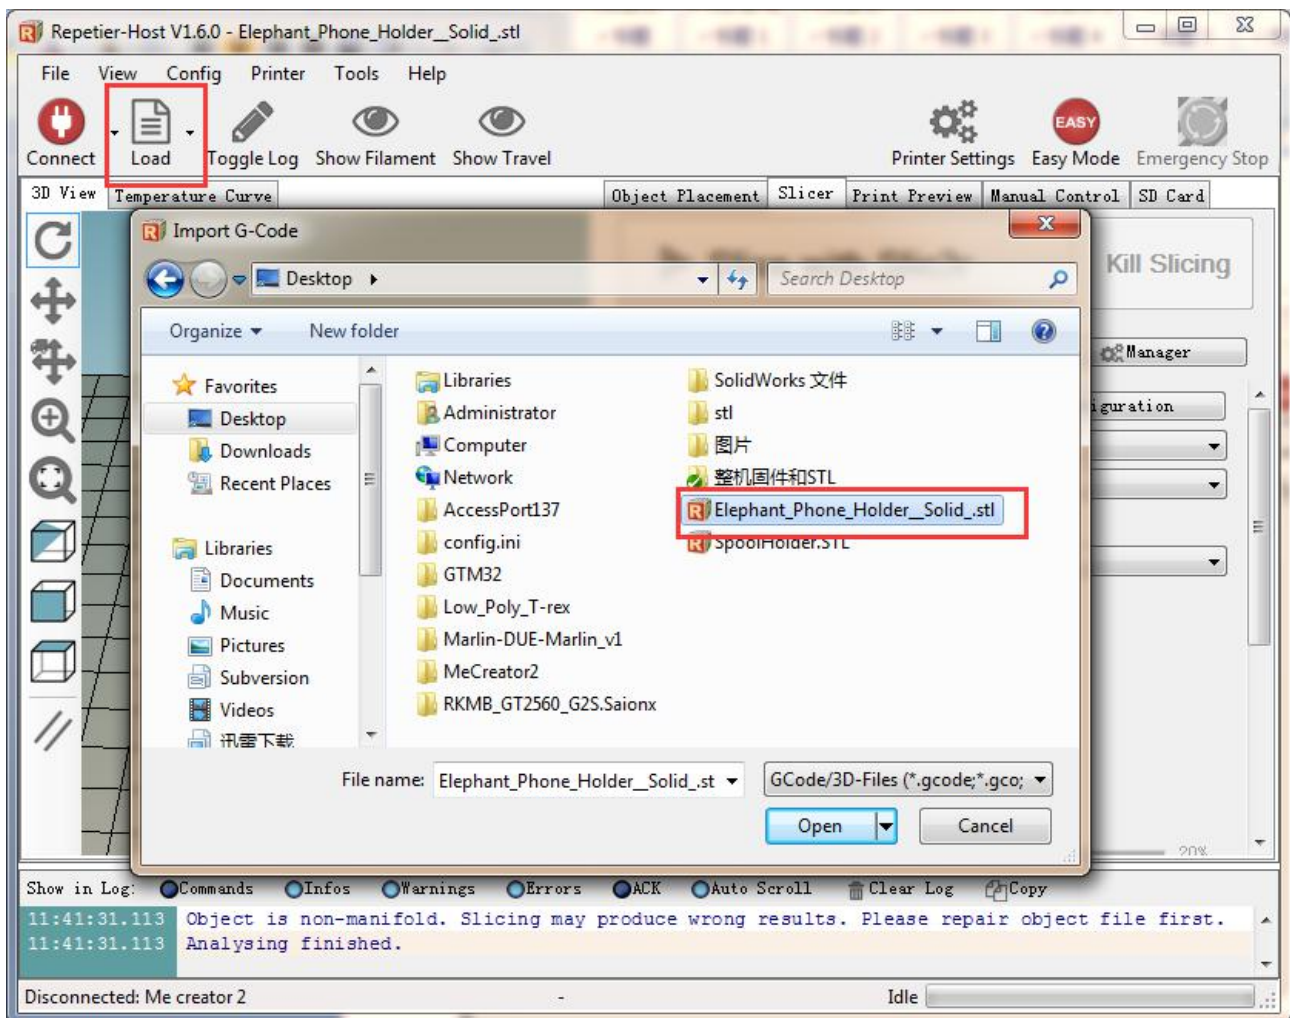 Repetier-Host V1.6.0 - Elephant_Phone_Holder__Solid_.stl
File View Config Printer Tools Help
Connect Load Toggle Log Show Filament Show Travel Printer Settings EASY Easy Mode Emergency Stop
3D View Temperature Curve Object Placement Slicer Print Preview Manual Control SD Card
Import G-Code
Kill Slicing
Desktop Search Desktop
Organize New folder
Manager
Favorites Libraries SolidWorks 文件
Desktop Administrator stl
Downloads Computer 图片
Recent Places Network 整机固件和STL
AccessPort137 Elephant_Phone_Holder__Solid_.stl
Libraries config.ini SpoolHolder.STL
Documents GTM32
Music Low_Poly_T-rex
Pictures Marlin-DUE-Marlin_v1
Subversion MeCreator2
Videos RKMB_GT2560_G2S.Saionx
迅雷下载
File name: Elephant_Phone_Holder__Solid_.st GCode/3D-Files (*.gcode;*.gco;
Open Cancel
20%
Show in Log: Commands Infos Warnings Errors ACK Auto Scroll Clear Log Copy
11:41:31.113 Object is non-manifold. Slicing may produce wrong results. Please repair object file first.
11:41:31.113 Analysing finished.
Disconnected: Me creator 2 - Idle